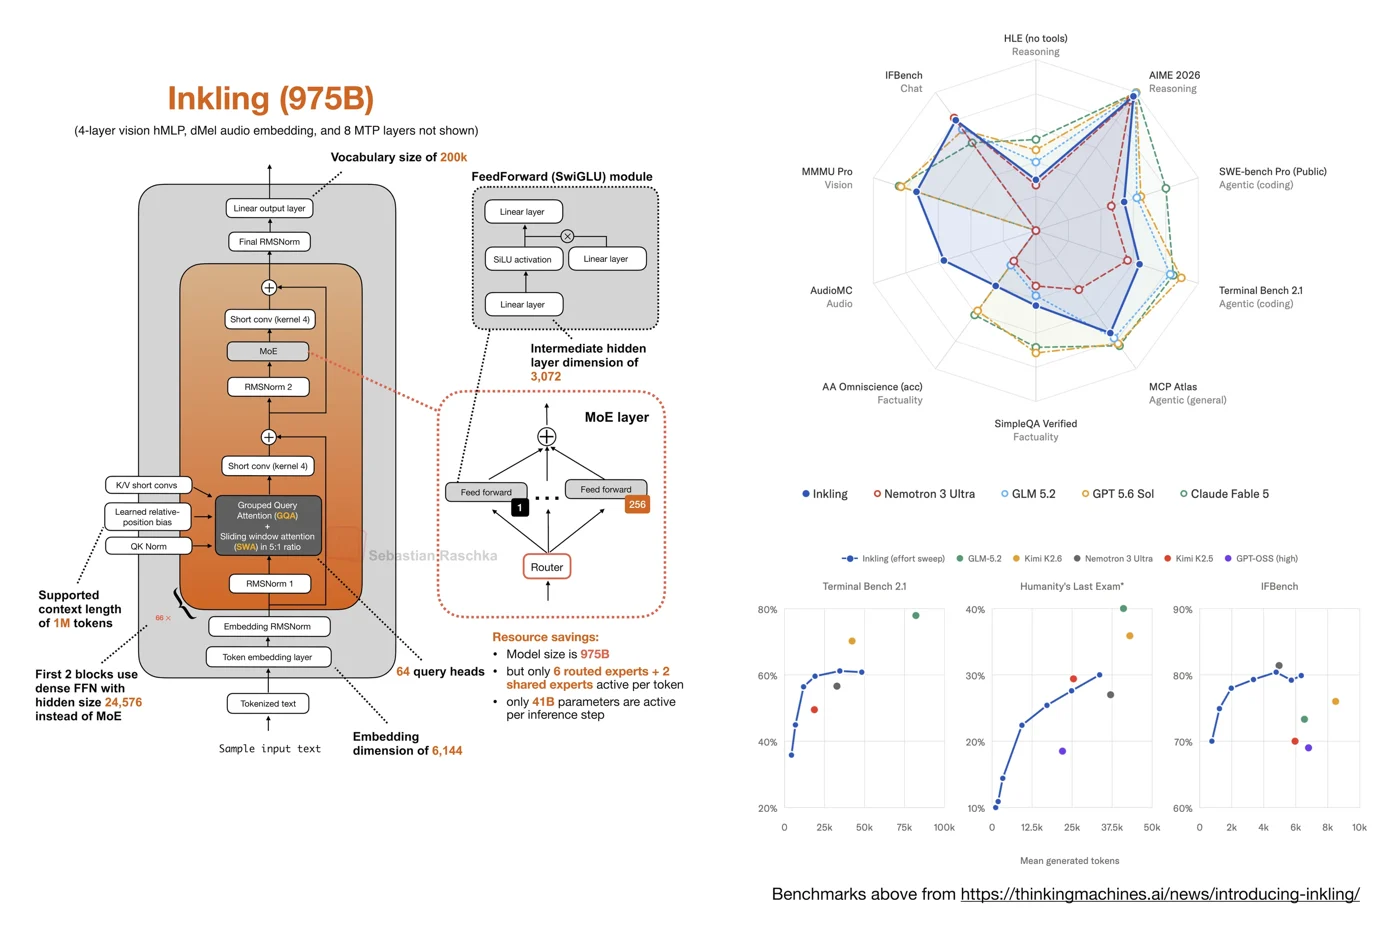 Inkling (975B)
(4-layer vision hMLP, dMel audio embedding, and 8 MTP layers not shown)
Vocabulary size of 200k
Linear output layer
Final RMSNorm
Short conv (kernel 4)
MoE
RMSNorm 2
Short conv (kernel 4)
K/V short convs
Learned relative-
position bias
QK Norm
Grouped Query
Attention (GQA)
+
Sliding window attention
(SWA) in 5:1 ratio
RMSNorm 1
66 ×
Embedding RMSNorm
Token embedding layer
Tokenized text
Sample input text
Supported
context length
of 1M tokens
First 2 blocks use
dense FFN with
hidden size 24,576
instead of MoE
64 query heads
Embedding
dimension of 6,144
FeedForward (SwiGLU) module
Linear layer
SiLU activation
Linear layer
Linear layer
Intermediate hidden
layer dimension of
3,072
MoE layer
Feed forward
1
...
Feed forward
256
Router
Sebastian Raschka
Resource savings:
• Model size is 975B
• but only 6 routed experts + 2
shared experts active per token
• only 41B parameters are active
per inference step
HLE (no tools)
Reasoning
AIME 2026
Reasoning
SWE-bench Pro (Public)
Agentic (coding)
Terminal Bench 2.1
Agentic (coding)
MCP Atlas
Agentic (general)
SimpleQA Verified
Factuality
AA Omniscience (acc)
Factuality
AudioMC
Audio
MMMU Pro
Vision
IFBench
Chat
Inkling
Nemotron 3 Ultra
GLM 5.2
GPT 5.6 Sol
Claude Fable 5
Inkling (effort sweep)
GLM-5.2
Kimi K2.6
Nemotron 3 Ultra
Kimi K2.5
GPT-OSS (high)
Terminal Bench 2.1
80%
60%
40%
20%
0 25k 50k 75k 100k
Humanity's Last Exam*
40%
30%
20%
10%
0 12.5k 25k 37.5k 50k
IFBench
90%
80%
70%
60%
0 2k 4k 6k 8k 10k
Mean generated tokens
Benchmarks above from https://thinkingmachines.ai/news/introducing-inkling/